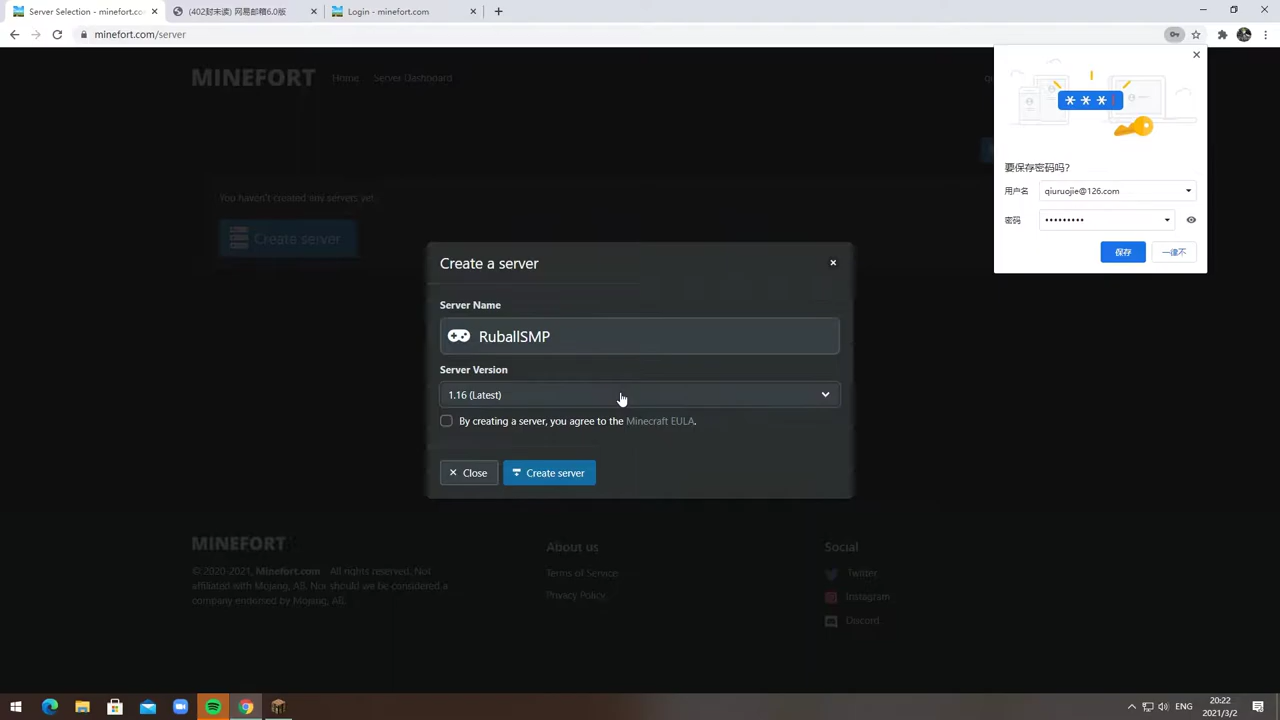 Server Selection - minefort.co
(402封未读) 网易邮箱6.0版
Login - minefort.com
minefort.com/server
MINEFORT
Home
Server Dashboard
You haven't created any servers yet.
Create server
要保存密码吗?
用户名
qiuruojie@126.com
密码
•••••••••
保存
一律不
Create a server
Server Name
RuballSMP
Server Version
1.16 (Latest)
By creating a server, you agree to the Minecraft EULA.
Close
Create server
MINEFORT
© 2020-2021, Minefort.com - All rights reserved. Not
affiliated with Mojang, AB. Nor should we be considered a
company endorsed by Mojang, AB.
About us
Terms of Service
Privacy Policy
Social
Twitter
Instagram
Discord
ENG
20:22
2021/3/2